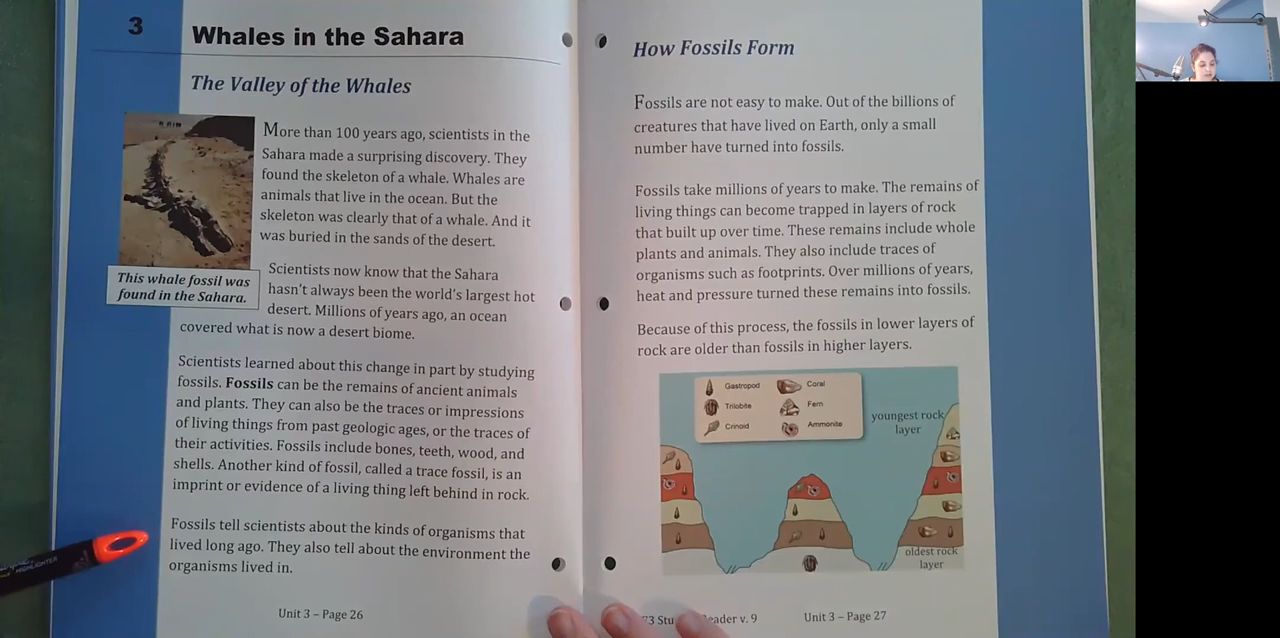 3
Whales in the Sahara
The Valley of the Whales
More than 100 years ago, scientists in the
Sahara made a surprising discovery. They
found the skeleton of a whale. Whales are
animals that live in the ocean. But the
skeleton was clearly that of a whale. And it
was buried in the sands of the desert.
This whale fossil was
found in the Sahara.
Scientists now know that the Sahara
hasn't always been the world's largest hot
desert. Millions of years ago, an ocean
covered what is now a desert biome.
Scientists learned about this change in part by studying
fossils. Fossils can be the remains of ancient animals
and plants. They can also be the traces or impressions
of living things from past geologic ages, or the traces of
their activities. Fossils include bones, teeth, wood, and
shells. Another kind of fossil, called a trace fossil, is an
imprint or evidence of a living thing left behind in rock.
Fossils tell scientists about the kinds of organisms that
lived long ago. They also tell about the environment the
organisms lived in.
Unit 3 – Page 26
How Fossils Form
Fossils are not easy to make. Out of the billions of
creatures that have lived on Earth, only a small
number have turned into fossils.
Fossils take millions of years to make. The remains of
living things can become trapped in layers of rock
that built up over time. These remains include whole
plants and animals. They also include traces of
organisms such as footprints. Over millions of years,
heat and pressure turned these remains into fossils.
Because of this process, the fossils in lower layers of
rock are older than fossils in higher layers.
Gastropod Coral
Trilobite Fern
Crinoid Ammonite
youngest rock
layer
oldest rock
layer
v. 9 Unit 3 – Page 27
HIGHLIGHTER